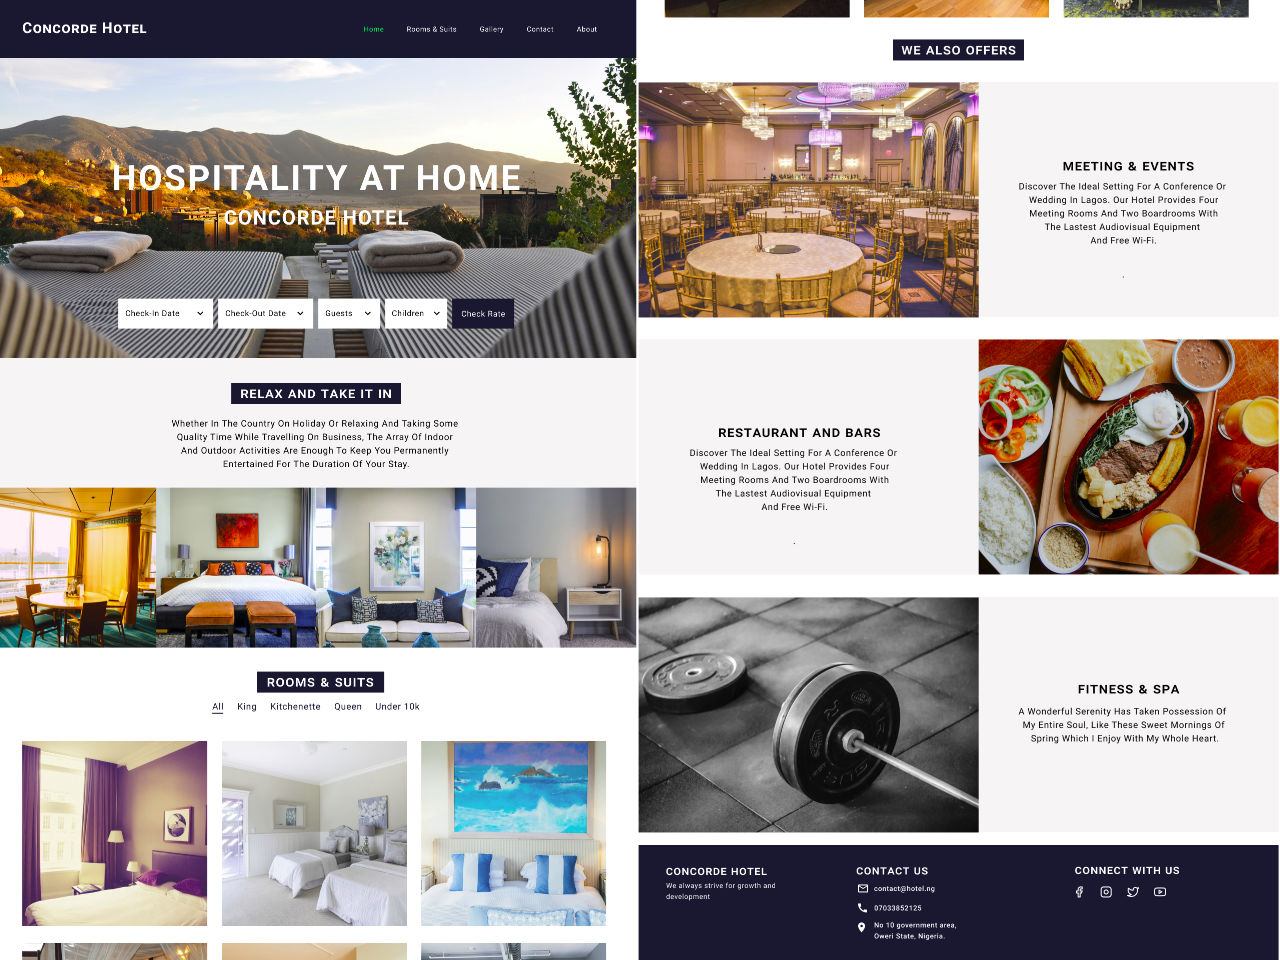 CONCORDE HOTEL
Home Rooms & Suits Gallery Contact About
HOSPITALITY AT HOME
CONCORDE HOTEL
Check-In Date Check-Out Date Guests Children Check Rate
RELAX AND TAKE IT IN
Whether In The Country On Holiday Or Relaxing And Taking Some
Quality Time While Travelling On Business, The Array Of Indoor
And Outdoor Activities Are Enough To Keep You Permanently
Entertained For The Duration Of Your Stay.
ROOMS & SUITS
All King Kitchenette Queen Under 10k
WE ALSO OFFERS
MEETING & EVENTS
Discover The Ideal Setting For A Conference Or
Wedding In Lagos. Our Hotel Provides Four
Meeting Rooms And Two Boardrooms With
The Lastest Audiovisual Equipment
And Free Wi-Fi.
.
RESTAURANT AND BARS
Discover The Ideal Setting For A Conference Or
Wedding In Lagos. Our Hotel Provides Four
Meeting Rooms And Two Boardrooms With
The Lastest Audiovisual Equipment
And Free Wi-Fi.
.
FITNESS & SPA
A Wonderful Serenity Has Taken Possession Of
My Entire Soul, Like These Sweet Mornings Of
Spring Which I Enjoy With My Whole Heart.
CONCORDE HOTEL
We always strive for growth and
development
CONTACT US
contact@hotel.ng
07033852125
No 10 government area,
Oweri State, Nigeria.
CONNECT WITH US